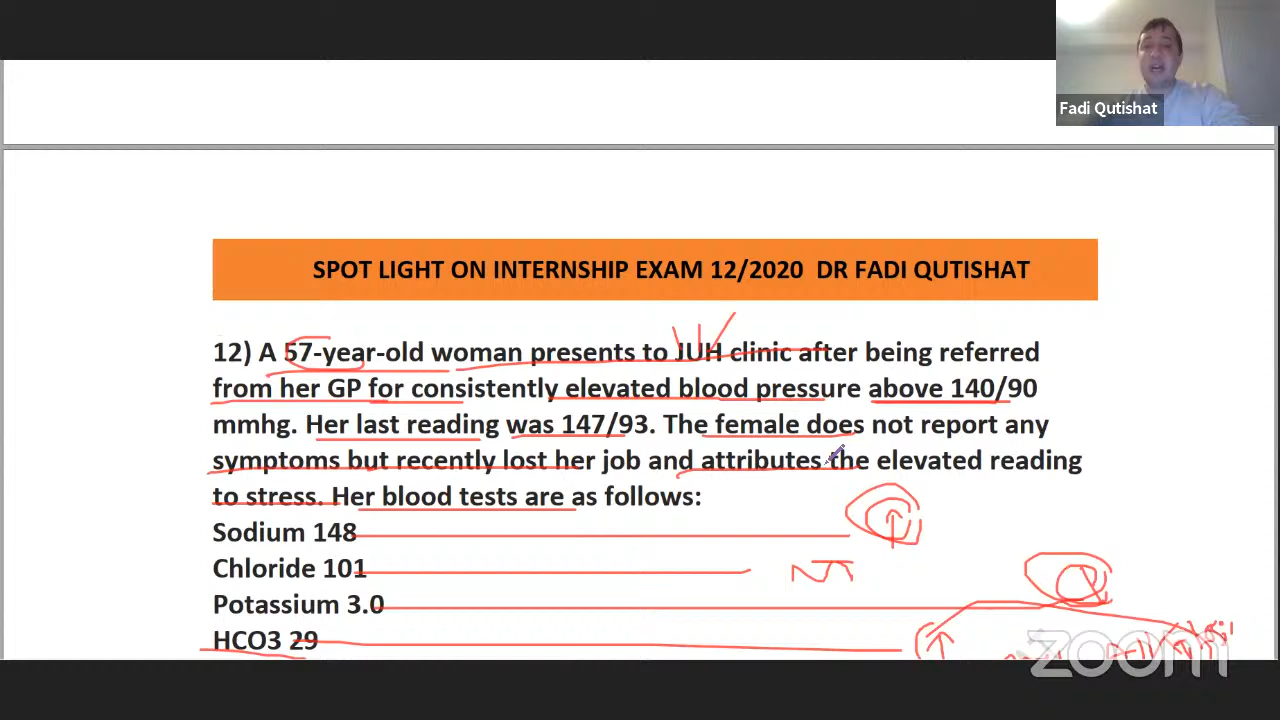 Fadi Qutishat
SPOT LIGHT ON INTERNSHIP EXAM 12/2020 DR FADI QUTISHAT
12) A 57-year-old woman presents to JUH clinic after being referred
from her GP for consistently elevated blood pressure above 140/90
mmhg. Her last reading was 147/93. The female does not report any
symptoms but recently lost her job and attributes the elevated reading
to stress. Her blood tests are as follows:
Sodium 148
Chloride 101
Potassium 3.0
HCO3 29
zoom